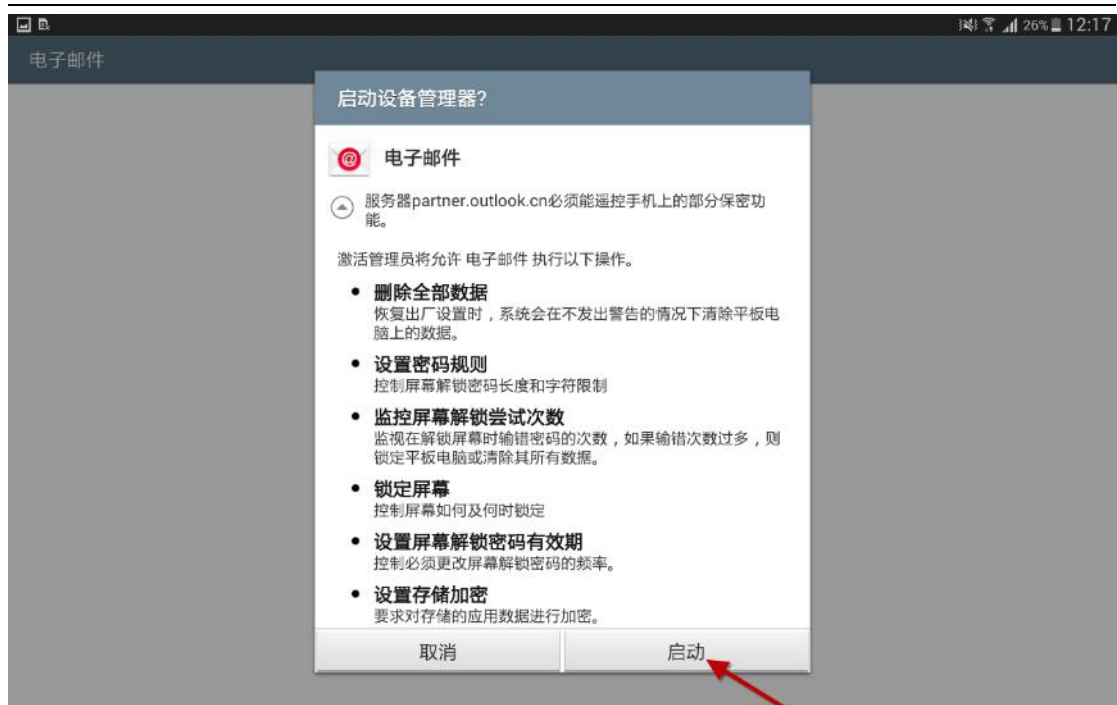 26% 12:17
电子邮件
启动设备管理器?
电子邮件
服务器partner.outlook.cn必须能遥控手机上的部分保密功
能。
激活管理员将允许 电子邮件 执行以下操作。
• 删除全部数据
恢复出厂设置时，系统会在不发出警告的情况下清除平板电
脑上的数据。
• 设置密码规则
控制屏幕解锁密码长度和字符限制
• 监控屏幕解锁尝试次数
监视在解锁屏幕时输错密码的次数，如果输错次数过多，则
锁定平板电脑或清除其所有数据。
• 锁定屏幕
控制屏幕如何及何时锁定
• 设置屏幕解锁密码有效期
控制必须更改屏幕解锁密码的频率。
• 设置存储加密
要求对存储的应用数据进行加密。
取消 启动